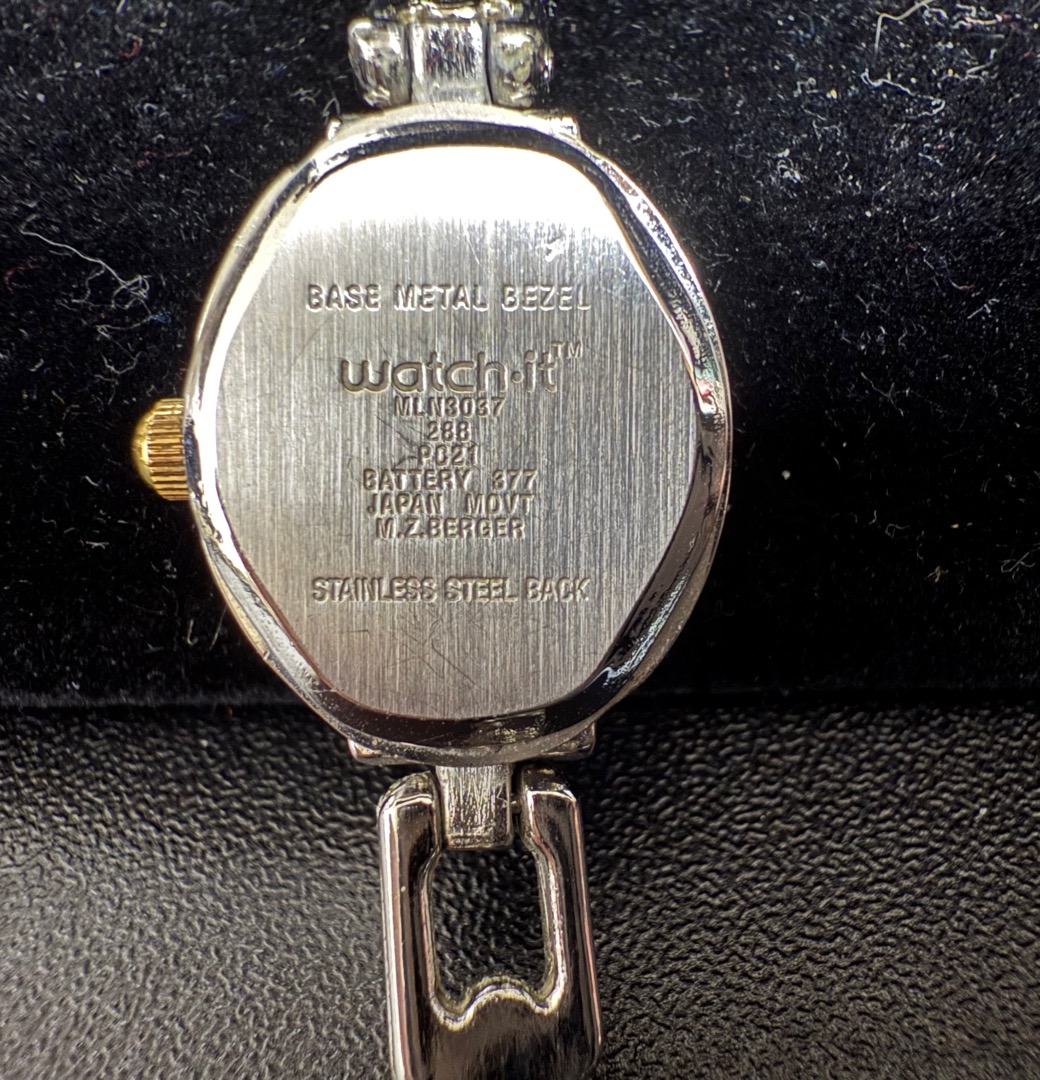 BASE METAL BEZEL
watch·it™
MLN3037
288
PC21
BATTERY 377
JAPAN MOVT
M.Z.BERGER
STAINLESS STEEL BACK